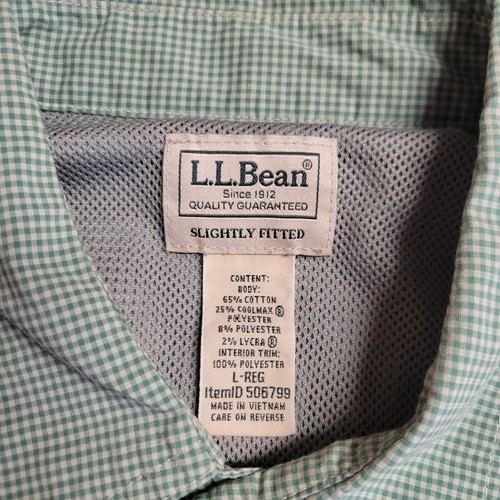 L.L.Bean®
Since 1912
QUALITY GUARANTEED
SLIGHTLY FITTED
CONTENT:
BODY:
65% COTTON
25% COOLMAX®
POLYESTER
8% POLYESTER
2% LYCRA®
INTERIOR TRIM:
100% POLYESTER
L-REG
ItemID 506799
MADE IN VIETNAM
CARE ON REVERSE